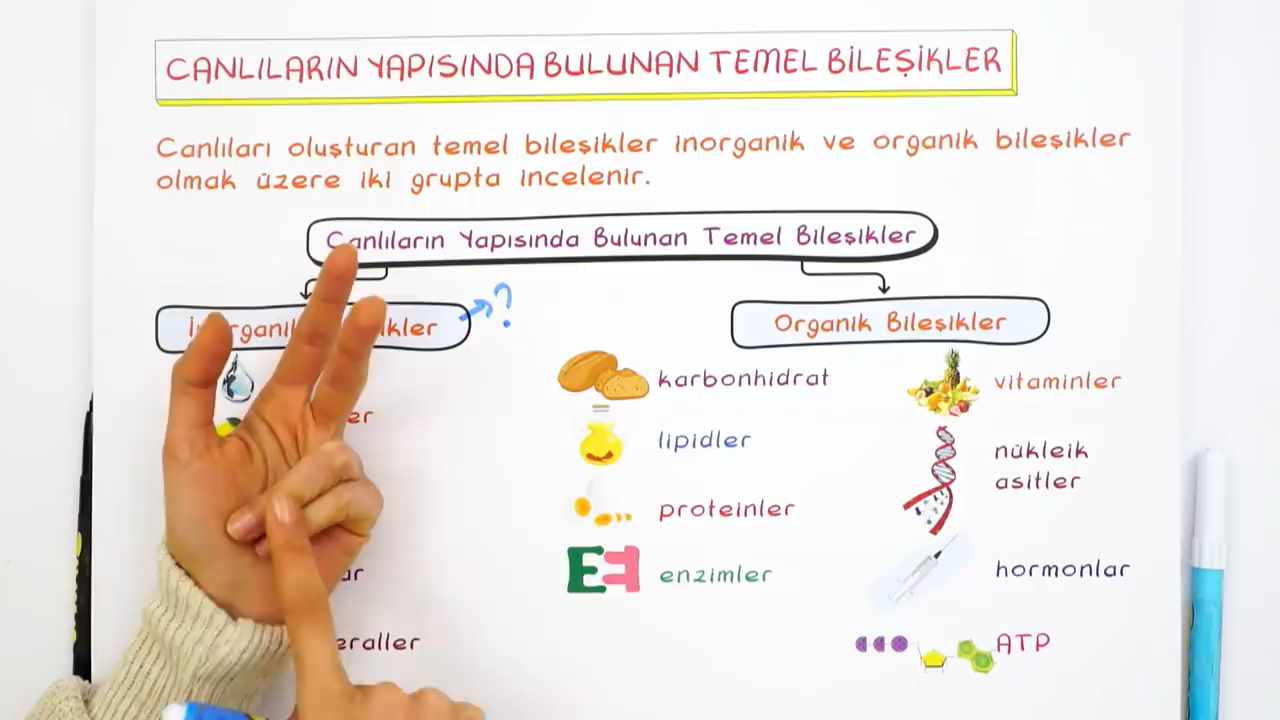 CANLILARIN YAPISINDA BULUNAN TEMEL BİLEŞİKLER
Canlıları oluşturan temel bileşikler inorganik ve organik bileşikler
olmak üzere iki grupta incelenir.
Canlıların Yapısında Bulunan Temel Bileşikler
?
Organik Bileşikler
karbonhidrat
vitaminler
lipidler
nükleik
asitler
proteinler
enzimler
hormonlar
ATP